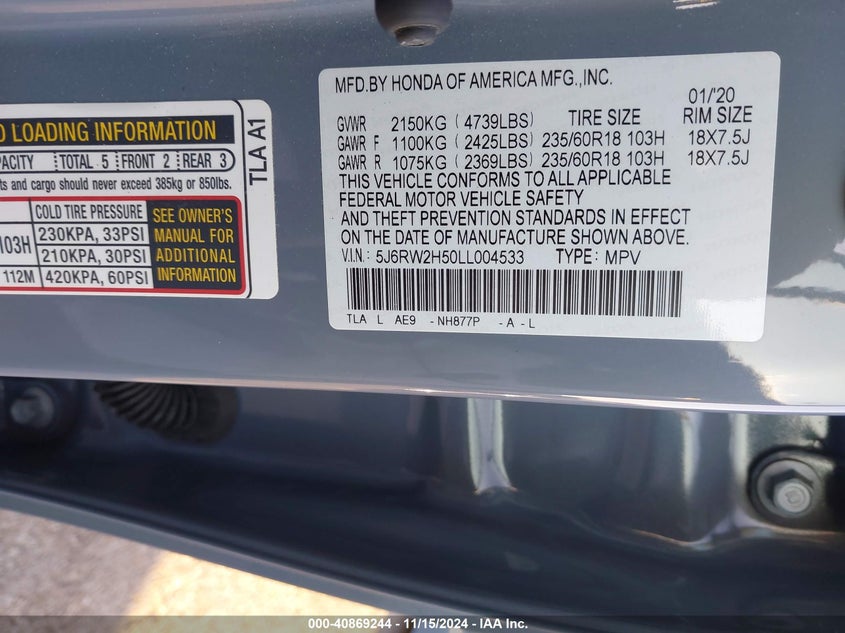 MFD.BY HONDA OF AMERICA MFG.,INC.
01/'20
GVWR 2150KG (4739LBS) TIRE SIZE RIM SIZE
GAWR F 1100KG (2425LBS) 235/60R18 103H 18X7.5J
GAWR R 1075KG (2369LBS) 235/60R18 103H 18X7.5J
THIS VEHICLE CONFORMS TO ALL APPLICABLE
FEDERAL MOTOR VEHICLE SAFETY
AND THEFT PREVENTION STANDARDS IN EFFECT
ON THE DATE OF MANUFACTURE SHOWN ABOVE.
V.I.N.: 5J6RW2H50LL004533 TYPE: MPV
TLA L AE9 -NH877P -A -L
LOADING INFORMATION
TOTAL 5 FRONT 2 REAR 3
and cargo should never exceed 385kg or 850lbs.
COLD TIRE PRESSURE
103H 230KPA, 33PSI
210KPA, 30PSI
112M 420KPA, 60PSI
SEE OWNER'S
MANUAL FOR
ADDITIONAL
INFORMATION
TLA A1
000-40869244 - 11/15/2024 - IAA Inc.